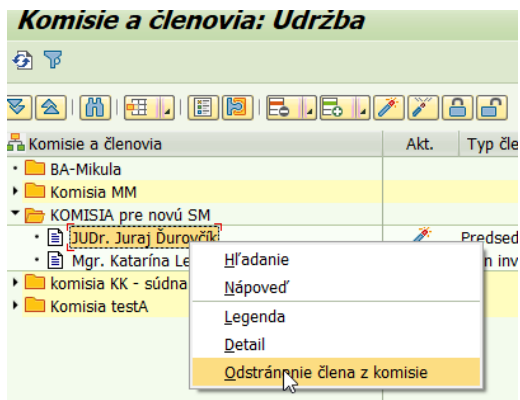 Komisie a členovia: Údržba
Komisie a členovia Akt. Typ čle
BA-Mikula
Komisia MM
KOMISIA pre novú SM
JUDr. Juraj Ďurovčík Predsed
Mgr. Katarína Le n inv
Hľadanie
komisia KK - súdna
Nápoveď
Komisia testA
Legenda
Detail
Odstránenie člena z komisie